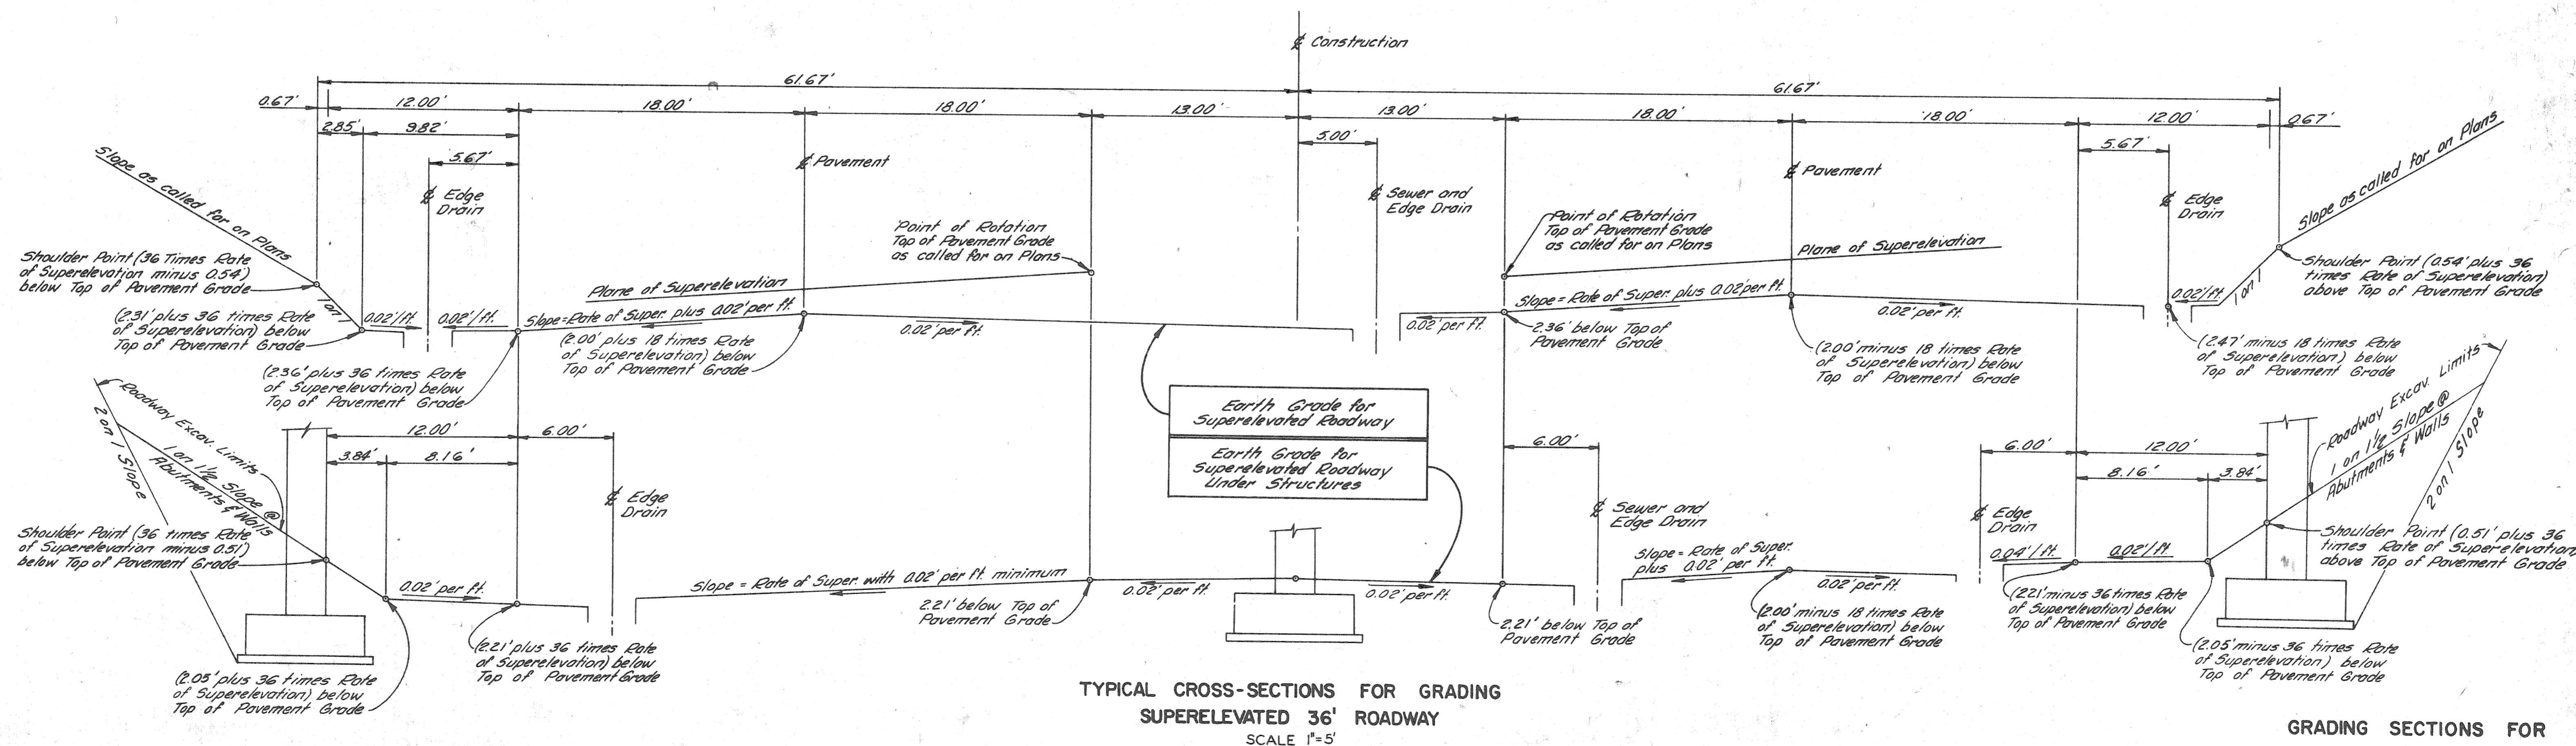 ℄ Construction
61.67'
61.67'
0.67'
12.00'
18.00'
18.00'
13.00'
13.00'
18.00'
18.00'
12.00'
0.67'
2.85'
9.82'
5.00'
5.67'
5.67'
Slope as called for on Plans
℄ Edge
Drain
℄ Pavement
℄ Sewer and
Edge Drain
℄ Pavement
℄ Edge
Drain
Slope as called for on Plans
Point of Rotation
Top of Pavement Grade
as called for on Plans
Point of Rotation
Top of Pavement Grade
as called for on Plans
Plane of Superelevation
Shoulder Point (36 Times Rate
of Superelevation minus 0.54')
below Top of Pavement Grade
Shoulder Point (0.54' plus 36
times Rate of Superelevation)
above Top of Pavement Grade
1 on 1
1 on 1
Plane of Superelevation
(2.31' plus 36 times Rate
of Superelevation) below
Top of Pavement Grade
0.02'/ft.
0.02'/ft.
Slope=Rate of Super. plus 0.02' per ft.
0.02' per ft.
0.02' per ft.
Slope=Rate of Super. plus 0.02' per ft.
0.02' per ft.
0.02'/ft.
(2.36' plus 36 times Rate
of Superelevation) below
Top of Pavement Grade
(2.00' plus 18 times Rate
of Superelevation) below
Top of Pavement Grade
2.36' below Top of
Pavement Grade
(2.00' minus 18 times Rate
of Superelevation) below
Top of Pavement Grade
(2.47' minus 18 times Rate
of Superelevation) below
Top of Pavement Grade
Earth Grade for
Superelevated Roadway
Earth Grade for
Superelevated Roadway
Under Structures
Roadway Excav. Limits
1 on 1½ Slope @
Abutments & Walls
2 on 1 Slope
12.00'
6.00'
3.84'
8.16'
℄ Edge
Drain
6.00'
℄ Sewer and
Edge Drain
6.00'
12.00'
8.16'
3.84'
℄ Edge
Drain
Roadway Excav. Limits
1 on 1½ Slope @
Abutments & Walls
2 on 1 Slope
Shoulder Point (36 times Rate
of Superelevation minus 0.51')
below Top of Pavement Grade
Shoulder Point (0.51' plus 36
times Rate of Superelevation
above Top of Pavement Grade
0.02' per ft.
Slope = Rate of Super. with 0.02' per ft. minimum
0.02' per ft.
0.02' per ft.
Slope = Rate of Super.
plus 0.02' per ft.
0.02' per ft.
0.04'/ft.
0.02'/ft
2.21' below Top of
Pavement Grade
2.21' below Top of
Pavement Grade
(2.00' minus 18 times Rate
of Superelevation) below
Top of Pavement Grade
(2.21' minus 36 times Rate
of Superelevation) below
Top of Pavement Grade
(2.05' plus 36 times Rate
of Superelevation) below
Top of Pavement Grade
(2.21' plus 36 times Rate
of Superelevation) below
Top of Pavement Grade
(2.05' minus 36 times Rate
of Superelevation) below
Top of Pavement Grade
TYPICAL CROSS-SECTIONS FOR GRADING
SUPERELEVATED 36' ROADWAY
SCALE 1"=5'
GRADING SECTIONS FOR